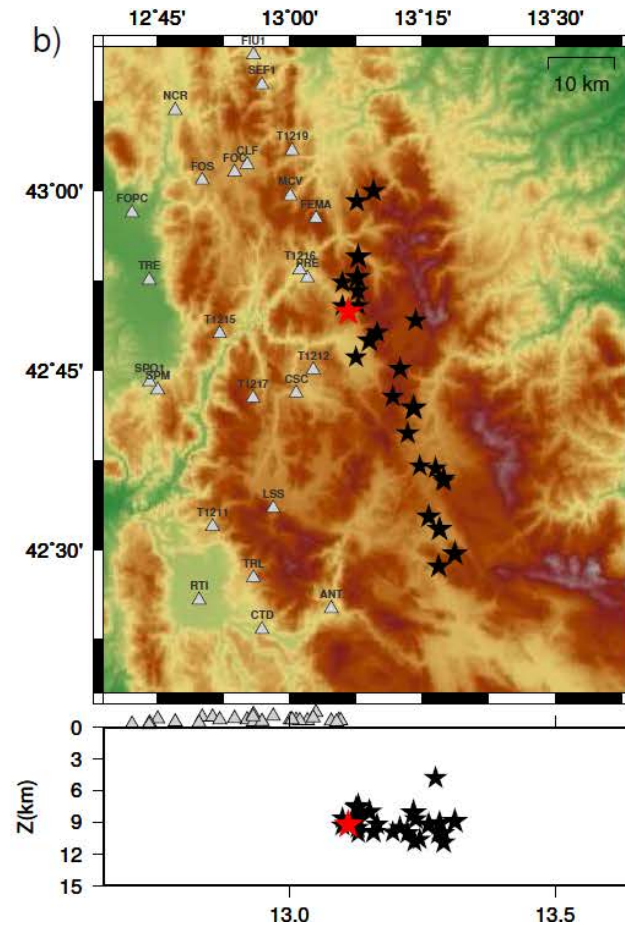 b)
12˚45' 13˚00' 13˚15' 13˚30'
FIU1
10 km
SEF1
NCR
T1219
CLF
FOC
FOS
43˚00'
MCV
FOPC
FEMA
T1216
PRE
TRE
T1215
42˚45'
T1212
SPO1
SPM
CSC
T1217
LSS
T1211
42˚30'
TRL
RTI
ANT
CTD
0
3
6
9
12
15
Z(km)
13.0 13.5